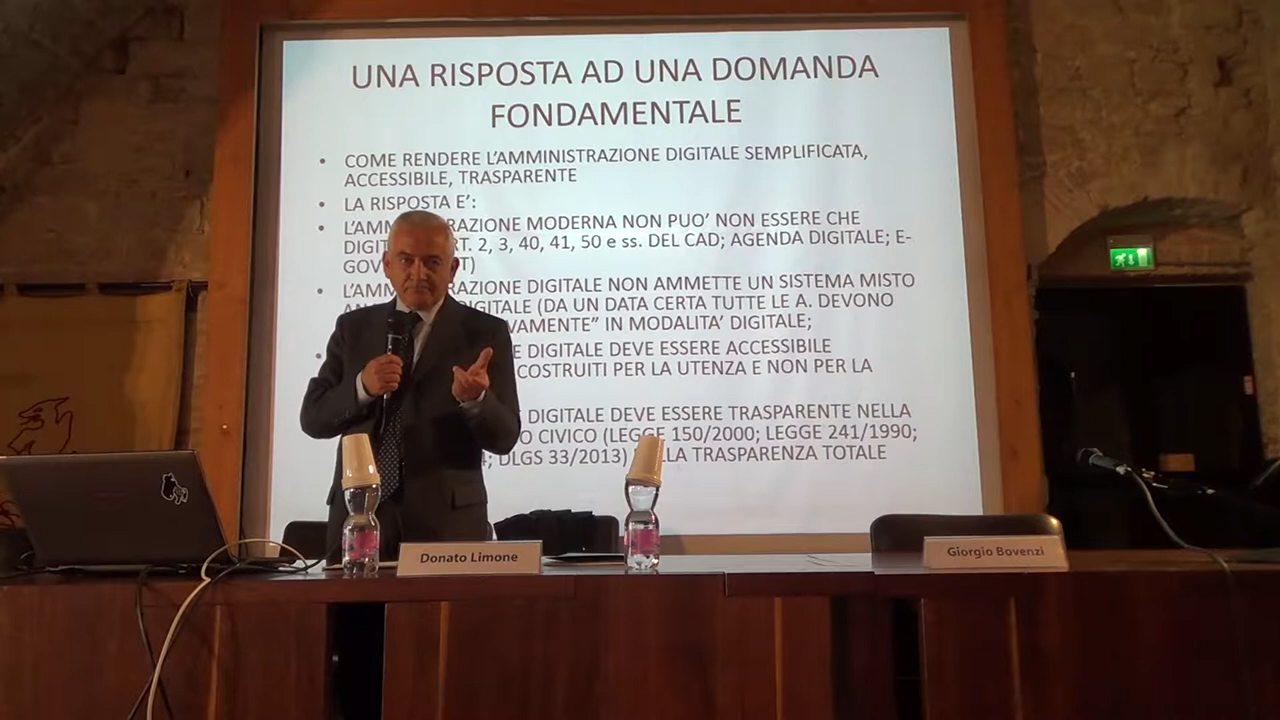 UNA RISPOSTA AD UNA DOMANDA
FONDAMENTALE
• COME RENDERE L'AMMINISTRAZIONE DIGITALE SEMPLIFICATA,
ACCESSIBILE, TRASPARENTE
• LA RISPOSTA E':
• L'AMM RAZIONE MODERNA NON PUO' NON ESSERE CHE
DIGIT RT. 2, 3, 40, 41, 50 e ss. DEL CAD; AGENDA DIGITALE; E-
GOV T)
• L'AMM RAZIONE DIGITALE NON AMMETTE UN SISTEMA MISTO
AN DIGITALE (DA UN DATA CERTA TUTTE LE A. DEVONO
VAMENTE" IN MODALITA' DIGITALE;
• E DIGITALE DEVE ESSERE ACCESSIBILE
COSTRUITI PER LA UTENZA E NON PER LA
E DIGITALE DEVE ESSERE TRASPARENTE NELLA
O CIVICO (LEGGE 150/2000; LEGGE 241/1990;
4; DLGS 33/2013) LLA TRASPARENZA TOTALE
Donato Limone
Giorgio Bovenzi